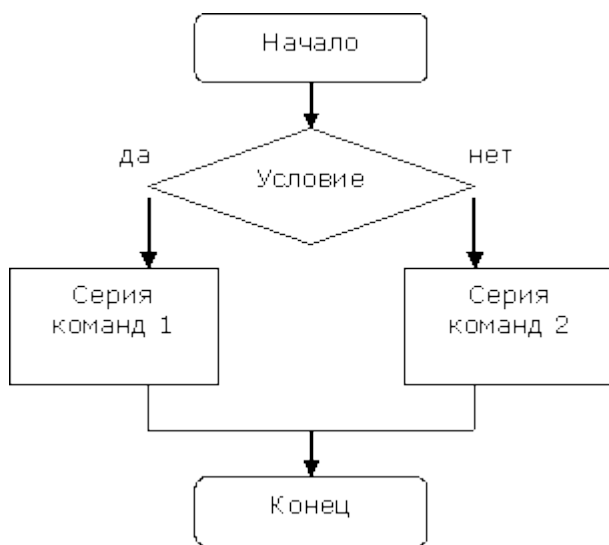 Начало
да
нет
Условие
Серия
команд 1
Серия
команд 2
Конец